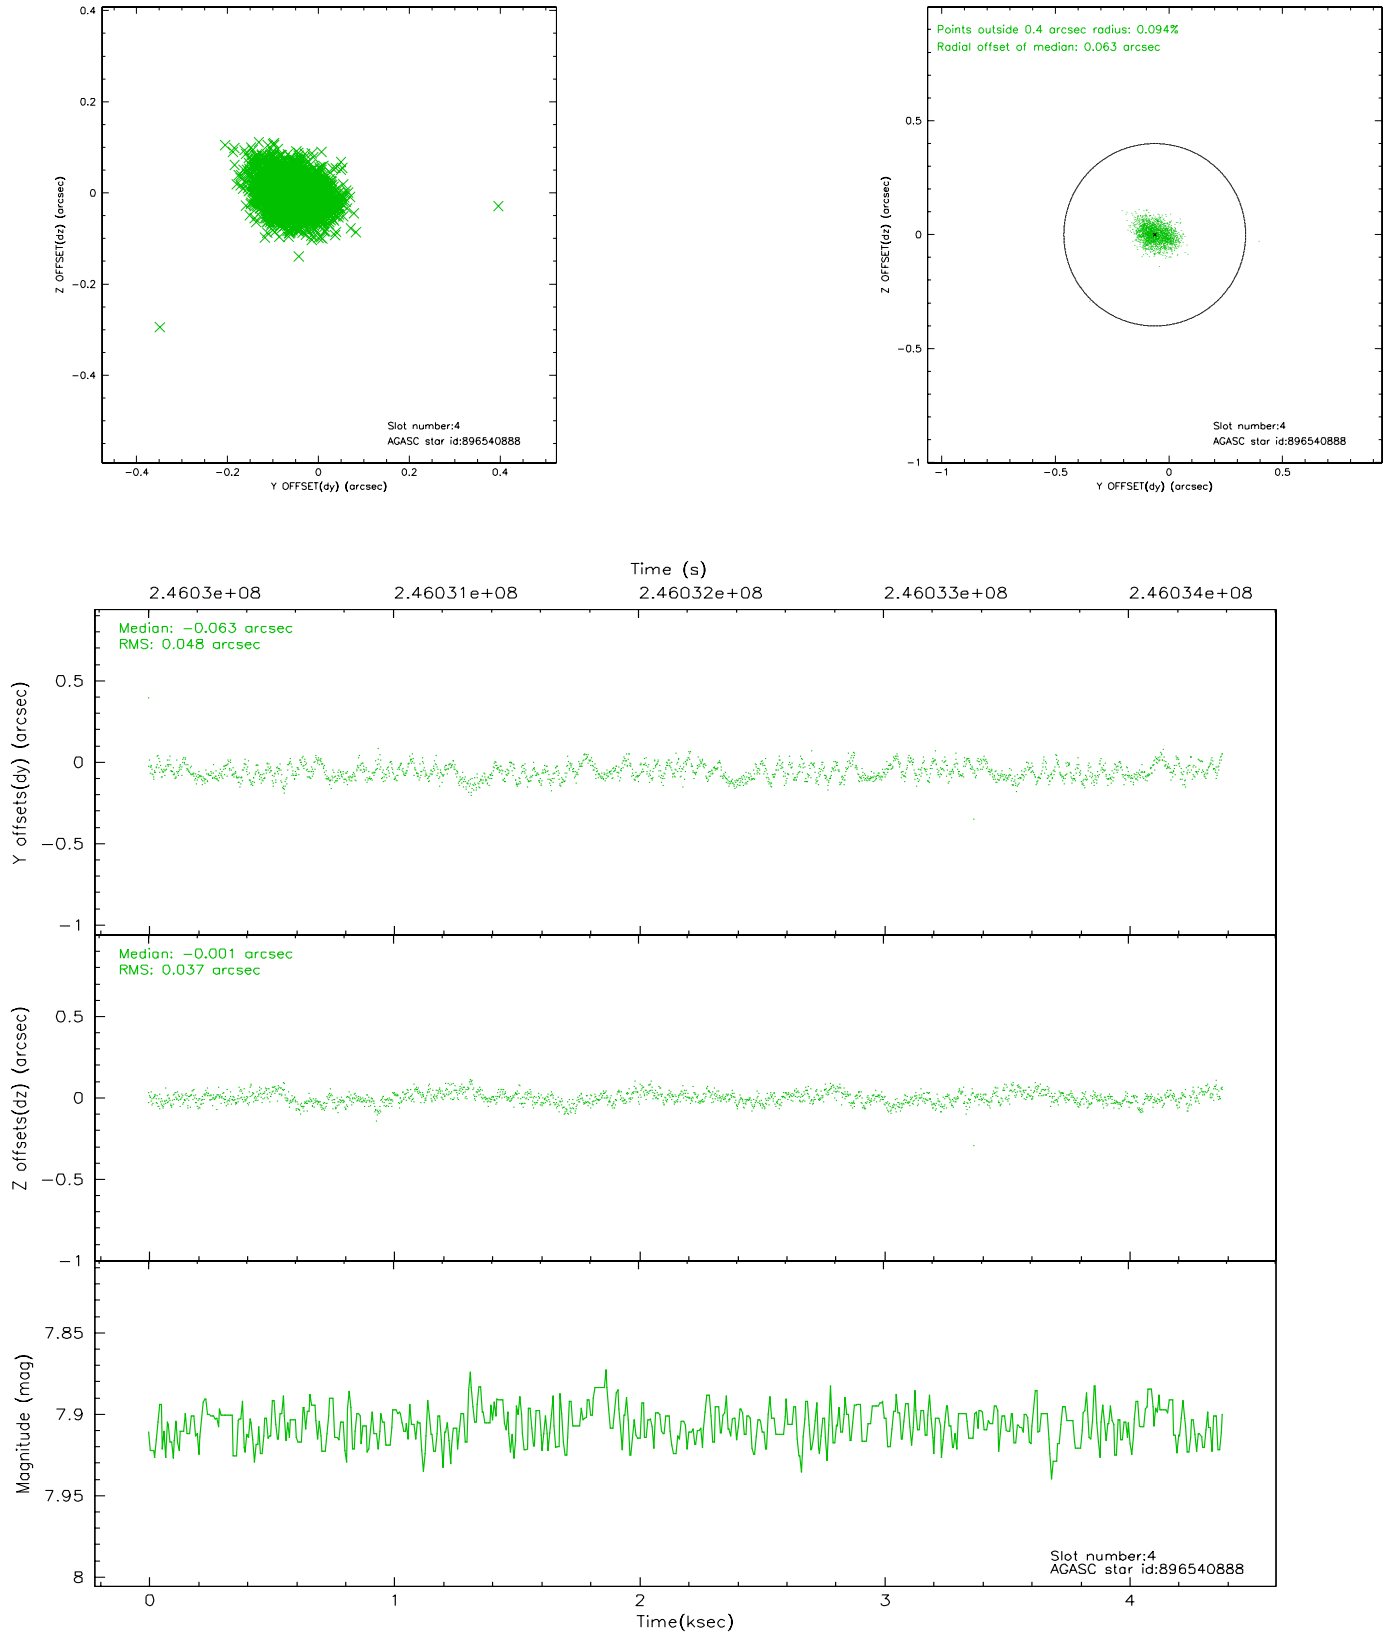 0.4
0.2
0
−0.2
−0.4
Z OFFSET(dz) (arcsec)
Slot number:4
AGASC star id:896540888
−0.4 −0.2 0 0.2 0.4
Y OFFSET(dy) (arcsec)
Points outside 0.4 arcsec radius: 0.094%
Radial offset of median: 0.063 arcsec
0.5
0
−0.5
−1
Z OFFSET(dz) (arcsec)
Slot number:4
AGASC star id:896540888
−1 −0.5 0 0.5
Y OFFSET(dy) (arcsec)
Time (s)
2.4603e+08 2.46031e+08 2.46032e+08 2.46033e+08 2.46034e+08
Median: −0.063 arcsec
RMS: 0.048 arcsec
0.5
0
−0.5
−1
Y offsets(dy) (arcsec)
Median: −0.001 arcsec
RMS: 0.037 arcsec
0.5
0
−0.5
−1
Z offsets(dz) (arcsec)
7.85
7.9
7.95
8
Magnitude (mag)
Slot number:4
AGASC star id:896540888
0 1 2 3 4
Time(ksec)